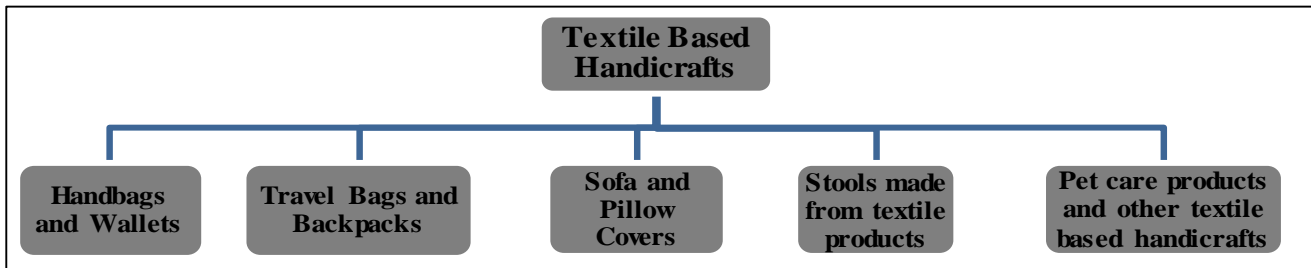 Textile Based
Handicrafts
Handbags
and Wallets
Travel Bags and
Backpacks
Sofa and
Pillow
Covers
Stools made
from textile
products
Pet care products
and other textile
based handicrafts